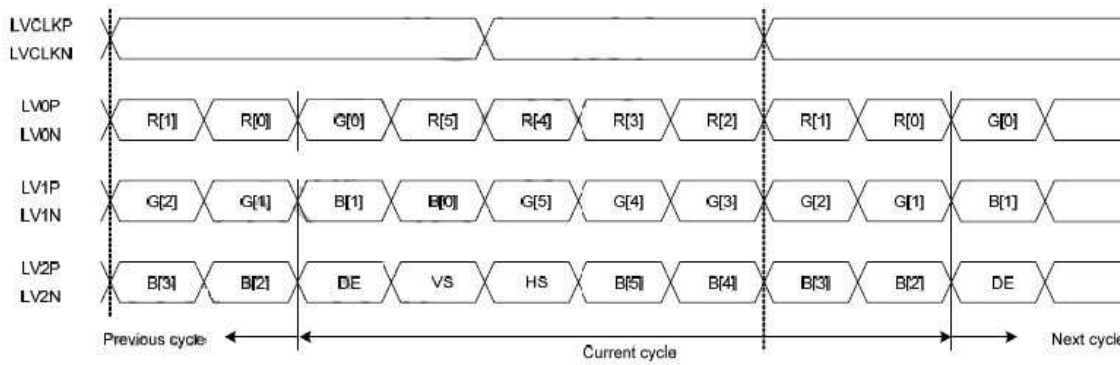 LVCLKP
LVCLKN
LV0P
LV0N
R[1] R[0] G[0] R[5] R[4] R[3] R[2] R[1] R[0] G[0]
LV1P
LV1N
G[2] G[1] B[1] B[0] G[5] G[4] G[3] G[2] G[1] B[1]
LV2P
LV2N
B[3] B[2] DE VS HS B[5] B[4] B[3] B[2] DE
Previous cycle Current cycle Next cycle